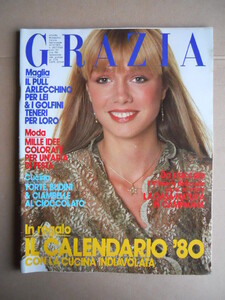 GRAZIA
Maglia
IL PULL
ARLECCHINO
PER LEI
& I GOLFINI
TENERI
PER LORO
Moda
MILLE IDEE
COLORATE
PER UN'ARIA
DI FESTA
Cucina
TORTE, BUDINI
& CIAMBELLE
AL CIOCCOLATO
In regalo
IL CALENDARIO '80
CON LA CUCINA INDIAVOLATA